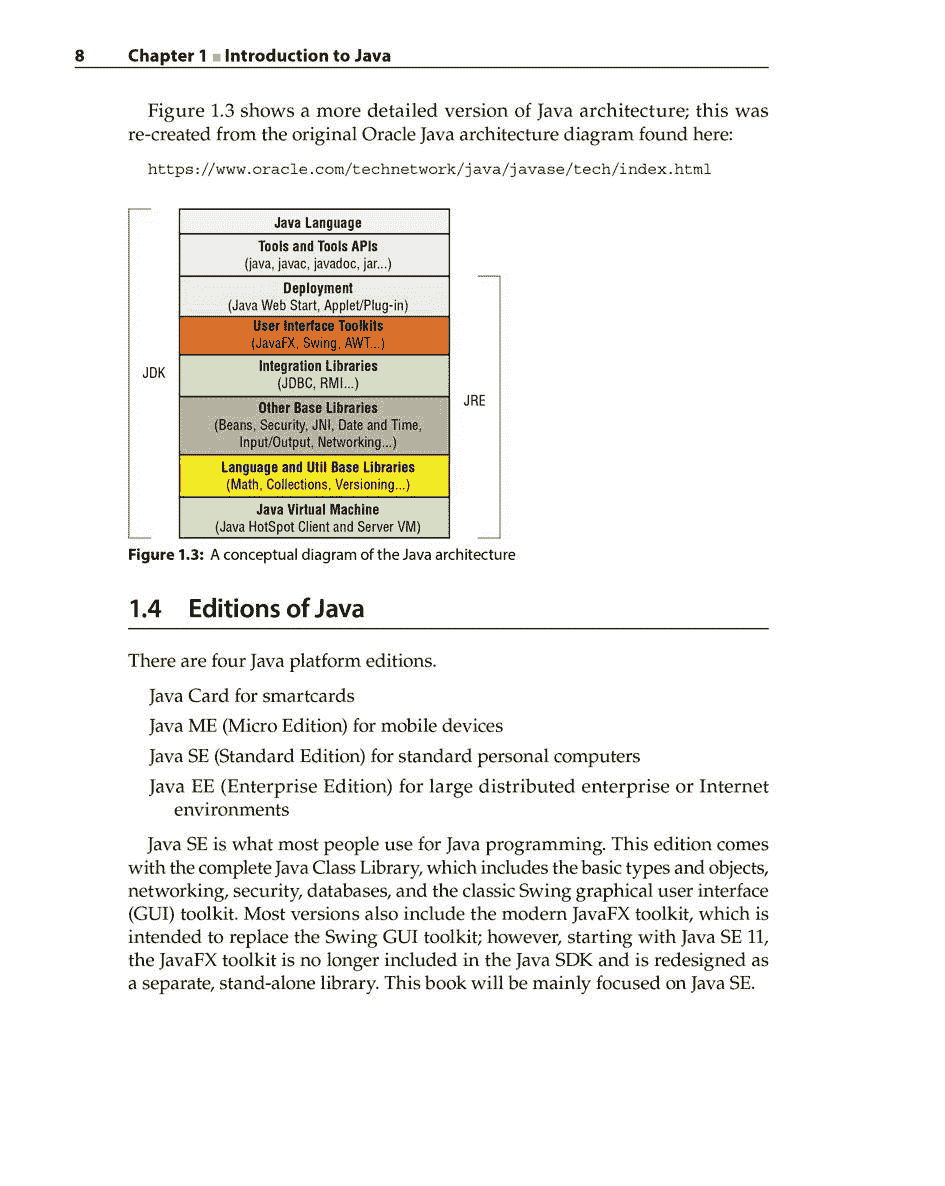 8 Chapter 1 ■ Introduction to Java
Figure 1.3 shows a more detailed version of Java architecture; this was
re-created from the original Oracle Java architecture diagram found here:
https://www.oracle.com/technetwork/java/javase/tech/index.html
Java Language
Tools and Tools APIs
(java, javac, javadoc, jar...)
Deployment
(Java Web Start, Applet/Plug-in)
User Interface Toolkits
(JavaFX, Swing, AWT...)
Integration Libraries
(JDBC, RMI...)
JDK
Other Base Libraries
(Beans, Security, JNI, Date and Time,
Input/Output, Networking...)
JRE
Language and Util Base Libraries
(Math, Collections, Versioning...)
Java Virtual Machine
(Java HotSpot Client and Server VM)
Figure 1.3: A conceptual diagram of the Java architecture
1.4 Editions of Java
There are four Java platform editions.
Java Card for smartcards
Java ME (Micro Edition) for mobile devices
Java SE (Standard Edition) for standard personal computers
Java EE (Enterprise Edition) for large distributed enterprise or Internet
environments
Java SE is what most people use for Java programming. This edition comes
with the complete Java Class Library, which includes the basic types and objects,
networking, security, databases, and the classic Swing graphical user interface
(GUI) toolkit. Most versions also include the modern JavaFX toolkit, which is
intended to replace the Swing GUI toolkit; however, starting with Java SE 11,
the JavaFX toolkit is no longer included in the Java SDK and is redesigned as
a separate, stand-alone library. This book will be mainly focused on Java SE.